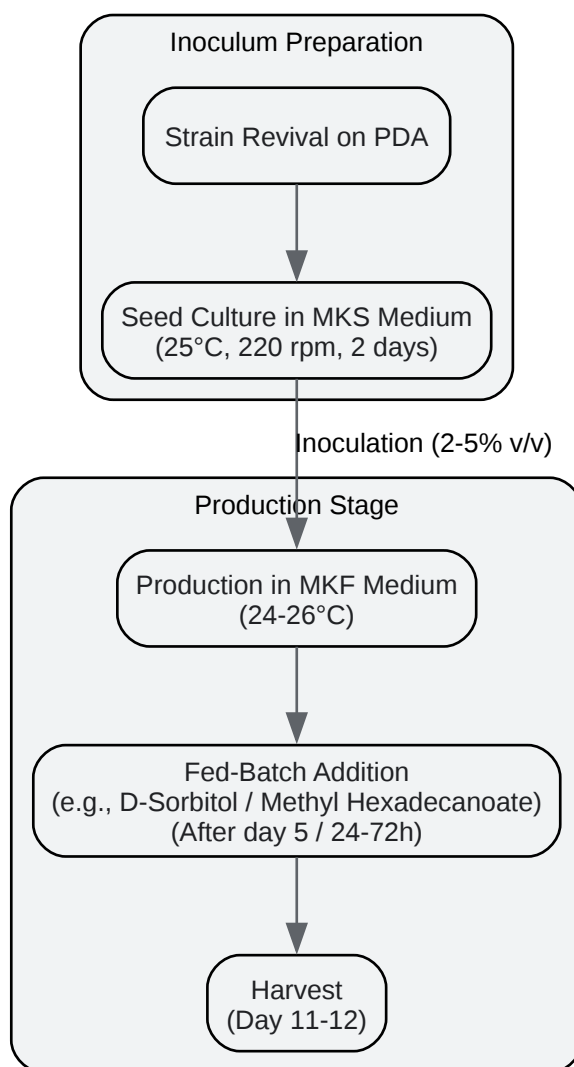 Inoculum Preparation
Strain Revival on PDA
Seed Culture in MKS Medium
(25°C, 220 rpm, 2 days)
Inoculation (2-5% v/v)
Production Stage
Production in MKF Medium
(24-26°C)
Fed-Batch Addition
(e.g., D-Sorbitol / Methyl Hexadecanoate)
(After day 5 / 24-72h)
Harvest
(Day 11-12)